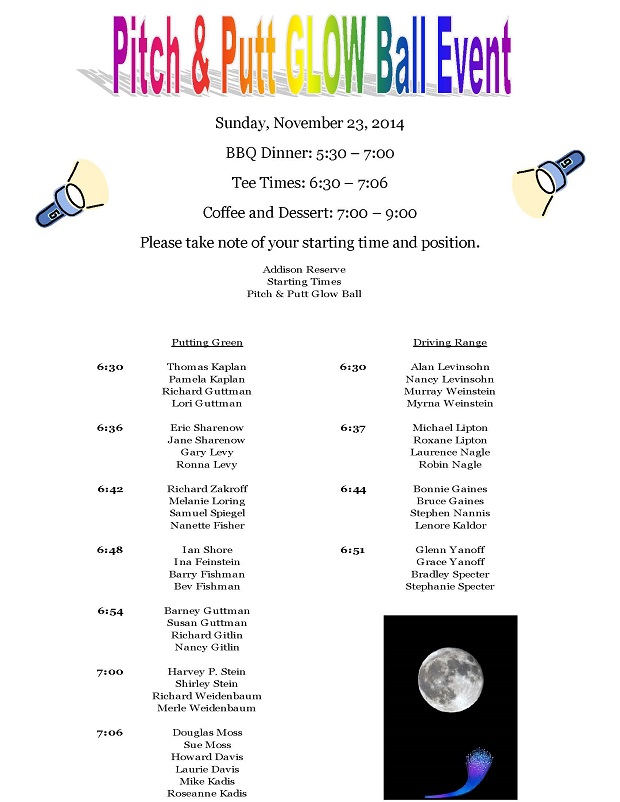 Pitch & Putt GLOW Ball Event
Sunday, November 23, 2014
BBQ Dinner: 5:30 – 7:00
Tee Times: 6:30 – 7:06
Coffee and Dessert: 7:00 – 9:00
Please take note of your starting time and position.
Addison Reserve
Starting Times
Pitch & Putt Glow Ball
Putting Green
6:30 Thomas Kaplan
Pamela Kaplan
Richard Guttman
Lori Guttman
6:36 Eric Sharenow
Jane Sharenow
Gary Levy
Ronna Levy
6:42 Richard Zakroff
Melanie Loring
Samuel Spiegel
Nanette Fisher
6:48 Ian Shore
Ina Feinstein
Barry Fishman
Bev Fishman
6:54 Barney Guttman
Susan Guttman
Richard Gitlin
Nancy Gitlin
7:00 Harvey P. Stein
Shirley Stein
Richard Weidenbaum
Merle Weidenbaum
7:06 Douglas Moss
Sue Moss
Howard Davis
Laurie Davis
Mike Kadis
Roseanne Kadis
Driving Range
6:30 Alan Levinsohn
Nancy Levinsohn
Murray Weinstein
Myrna Weinstein
6:37 Michael Lipton
Roxane Lipton
Laurence Nagle
Robin Nagle
6:44 Bonnie Gaines
Bruce Gaines
Stephen Nannis
Lenore Kaldor
6:51 Glenn Yanoff
Grace Yanoff
Bradley Specter
Stephanie Specter